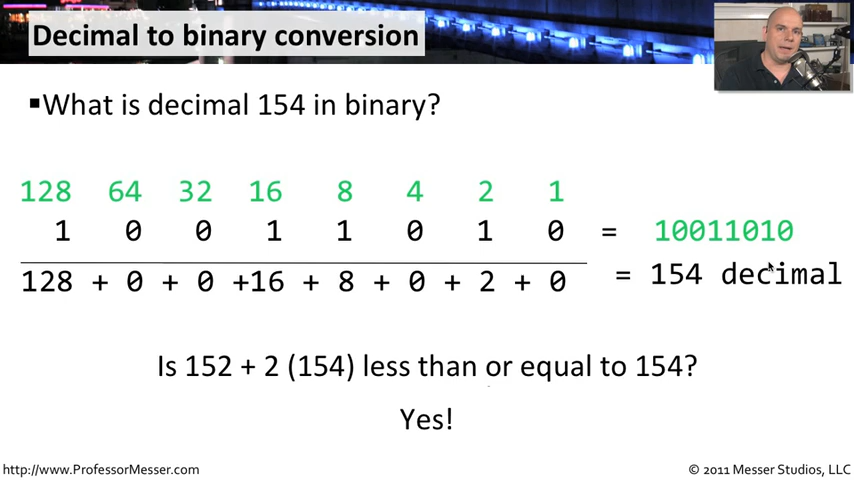 Decimal to binary conversion
▪What is decimal 154 in binary?
128 64 32 16 8 4 2 1
1 0 0 1 1 0 1 0 = 10011010
128 + 0 + 0 +16 + 8 + 0 + 2 + 0 = 154 decimal
Is 152 + 2 (154) less than or equal to 154?
Yes!
http://www.ProfessorMesser.com © 2011 Messer Studios, LLC